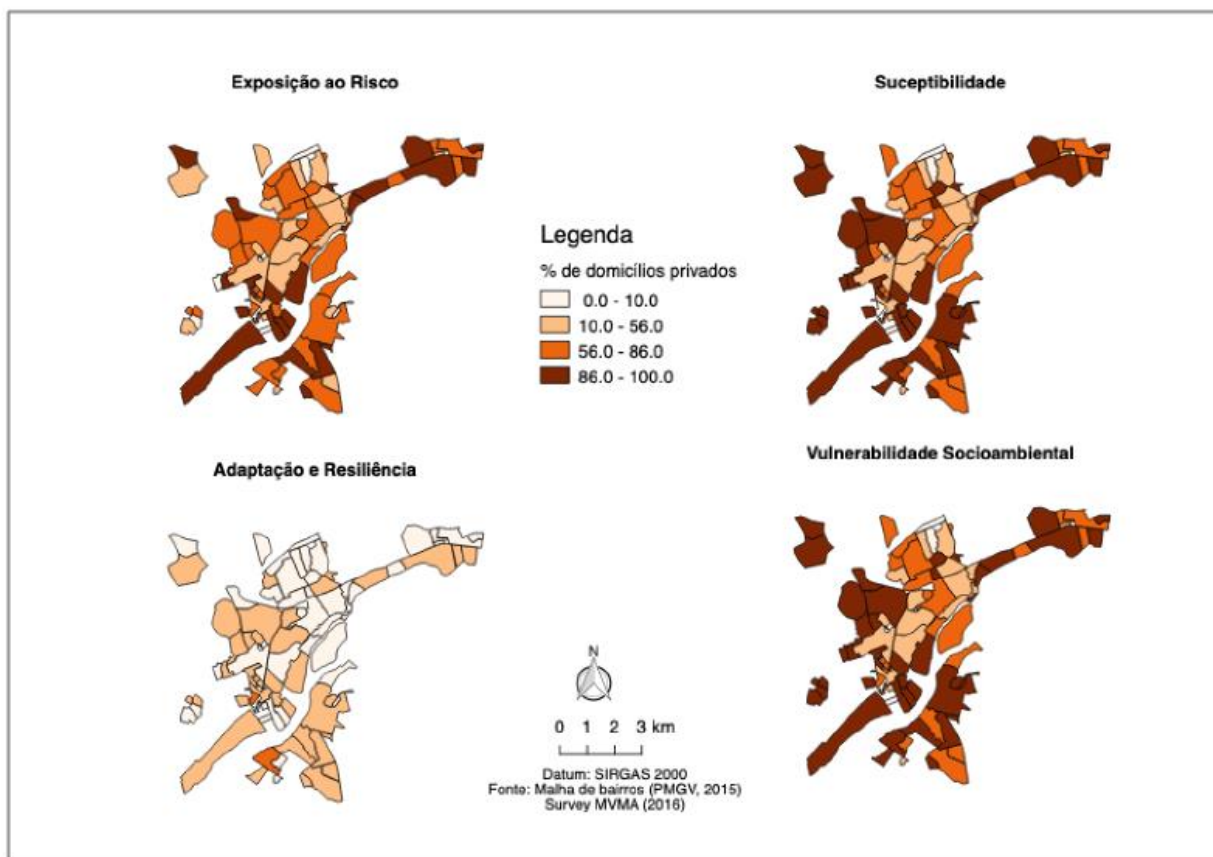 Exposição ao Risco
Suceptibilidade
Legenda
% de domicílios privados
0.0 - 10.0
10.0 - 56.0
56.0 - 86.0
86.0 - 100.0
Adaptação e Resiliência
Vulnerabilidade Socioambiental
N
0 1 2 3 km
Datum: SIRGAS 2000
Fonte: Malha de bairros (PMGV, 2015)
Survey MVMA (2016)